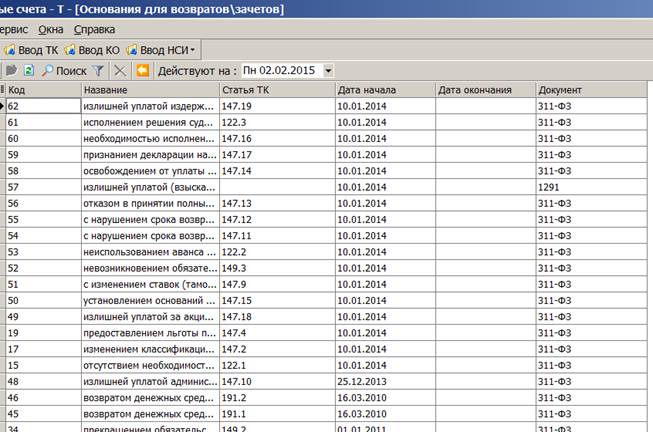 ые счета - Т - [Основания для возвратов\зачетов]
ервис Окна Справка
Ввод ТК Ввод КО Ввод НСИ
Поиск Действуют на : Пн 02.02.2015
Код Название Статья ТК Дата начала Дата окончания Документ
62 излишней уплатой издерж... 147.19 10.01.2014 311-ФЗ
61 исполнением решения суд... 122.3 10.01.2014 311-ФЗ
60 необходимостью исполнен... 147.16 10.01.2014 311-ФЗ
59 признанием декларации на... 147.17 10.01.2014 311-ФЗ
58 освобождением от уплаты ... 147.14 10.01.2014 311-ФЗ
57 излишней уплатой (взыска... 10.01.2014 1291
56 отказом в принятии полны... 147.13 10.01.2014 311-ФЗ
55 с нарушением срока возвр... 147.12 10.01.2014 311-ФЗ
54 с нарушением срока возвр... 147.11 10.01.2014 311-ФЗ
53 неиспользованием аванса ... 122.2 10.01.2014 311-ФЗ
52 невозникновением обязате... 149.3 10.01.2014 311-ФЗ
51 с изменением ставок (тамо... 147.9 10.01.2014 311-ФЗ
50 установлением оснований ... 147.15 10.01.2014 311-ФЗ
49 излишней уплатой за акци... 147.18 10.01.2014 311-ФЗ
19 предоставлением льготы п... 147.4 10.01.2014 311-ФЗ
17 изменением классификаци... 147.2 10.01.2014 311-ФЗ
15 отсутствием необходимост... 122.1 10.01.2014 311-ФЗ
48 излишней уплатой админис... 147.10 25.12.2013 311-ФЗ
46 возвратом денежных сред... 191.2 16.03.2010 311-ФЗ
45 возвратом денежных сред... 191.1 16.03.2010 311-ФЗ
34 прекращением обязательс... 149.2 01.01.2011 311-ФЗ